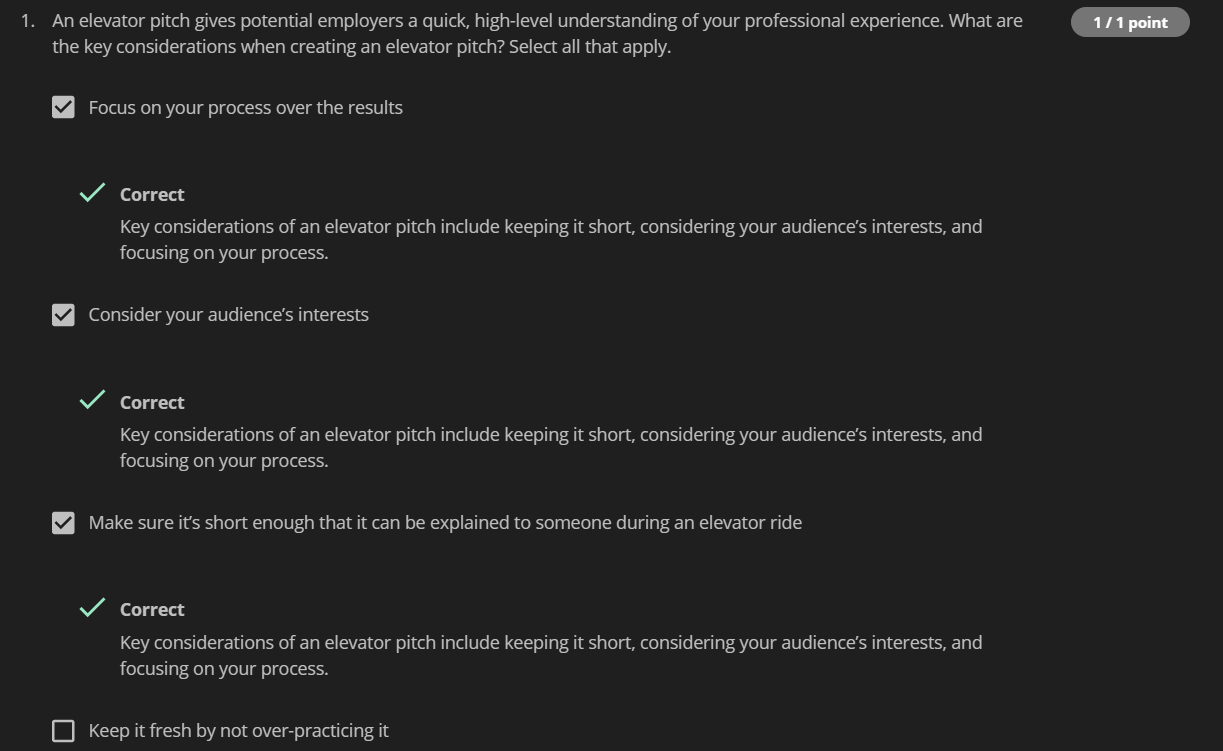 1. An elevator pitch gives potential employers a quick, high-level understanding of your professional experience. What are
the key considerations when creating an elevator pitch? Select all that apply.
1 / 1 point
Focus on your process over the results
Correct
Key considerations of an elevator pitch include keeping it short, considering your audience’s interests, and
focusing on your process.
Consider your audience’s interests
Correct
Key considerations of an elevator pitch include keeping it short, considering your audience’s interests, and
focusing on your process.
Make sure it’s short enough that it can be explained to someone during an elevator ride
Correct
Key considerations of an elevator pitch include keeping it short, considering your audience’s interests, and
focusing on your process.
Keep it fresh by not over-practicing it